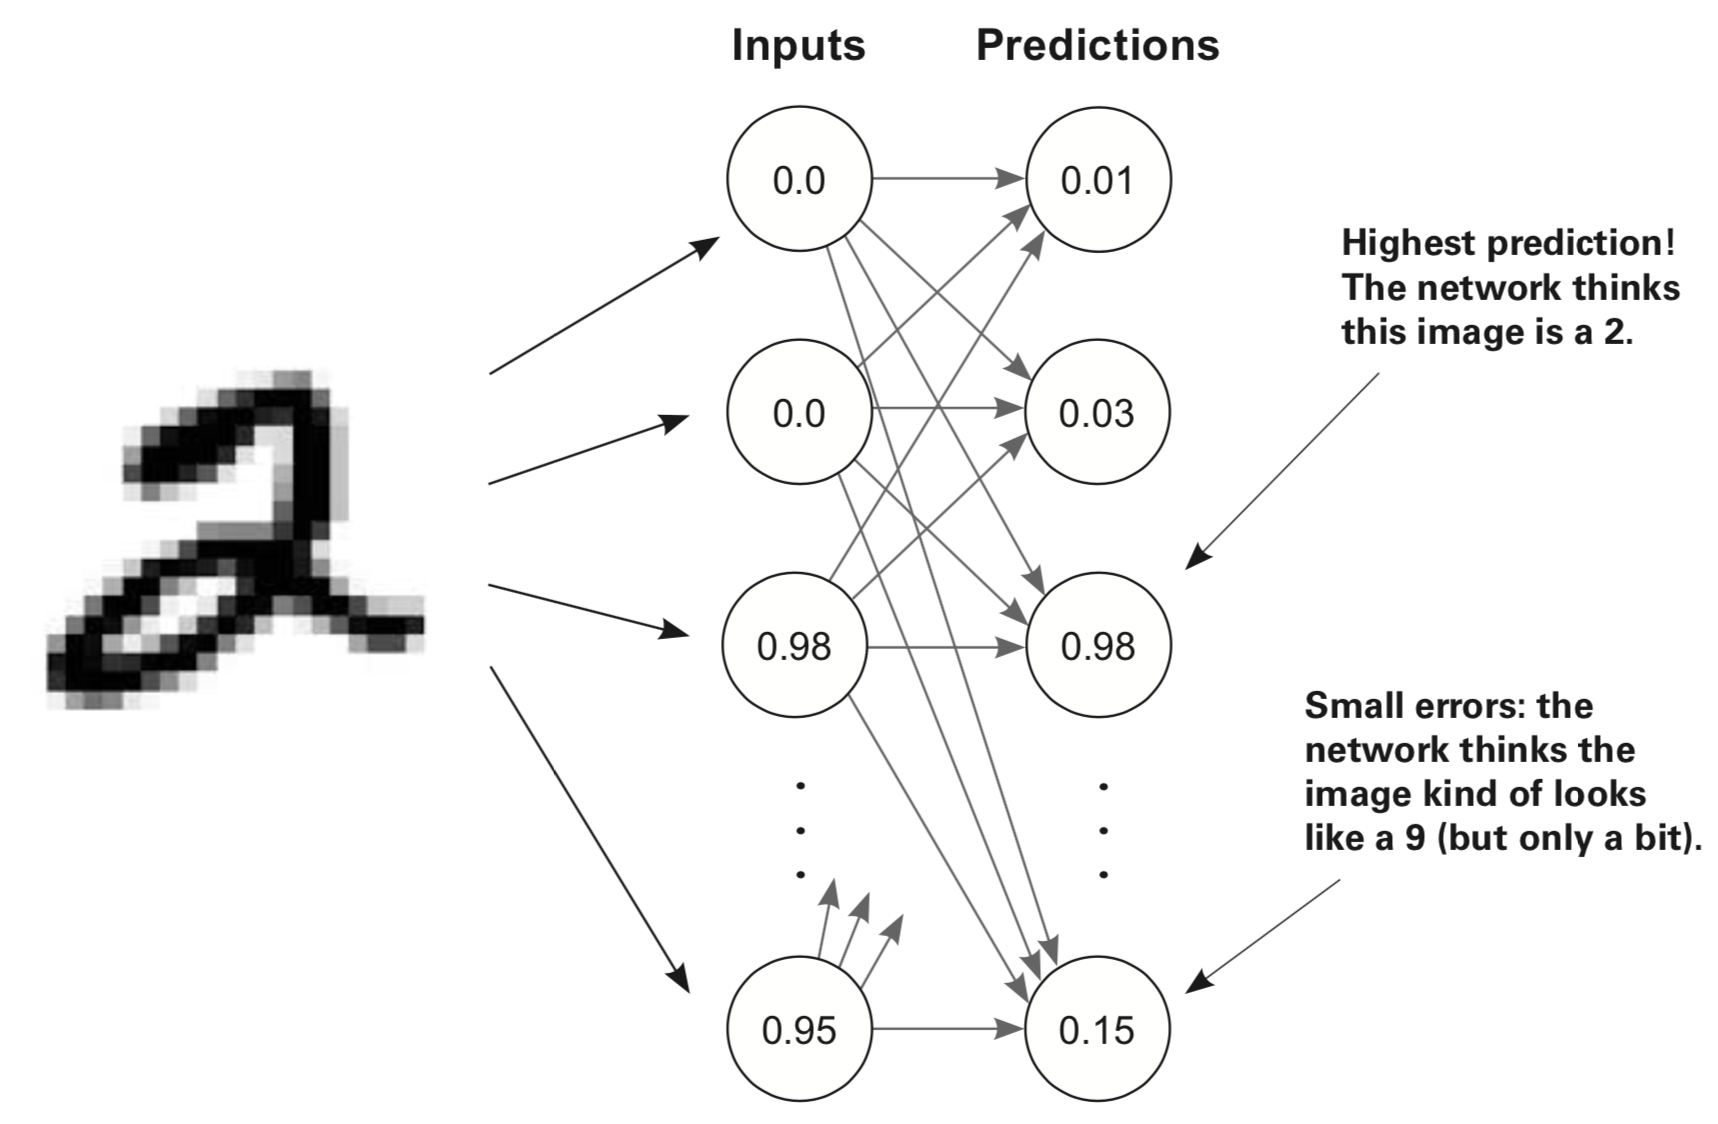 Inputs Predictions
0.0 0.01
Highest prediction!
The network thinks
this image is a 2.
0.0 0.03
0.98 0.98
Small errors: the
network thinks the
image kind of looks
like a 9 (but only a bit).
0.95 0.15
2